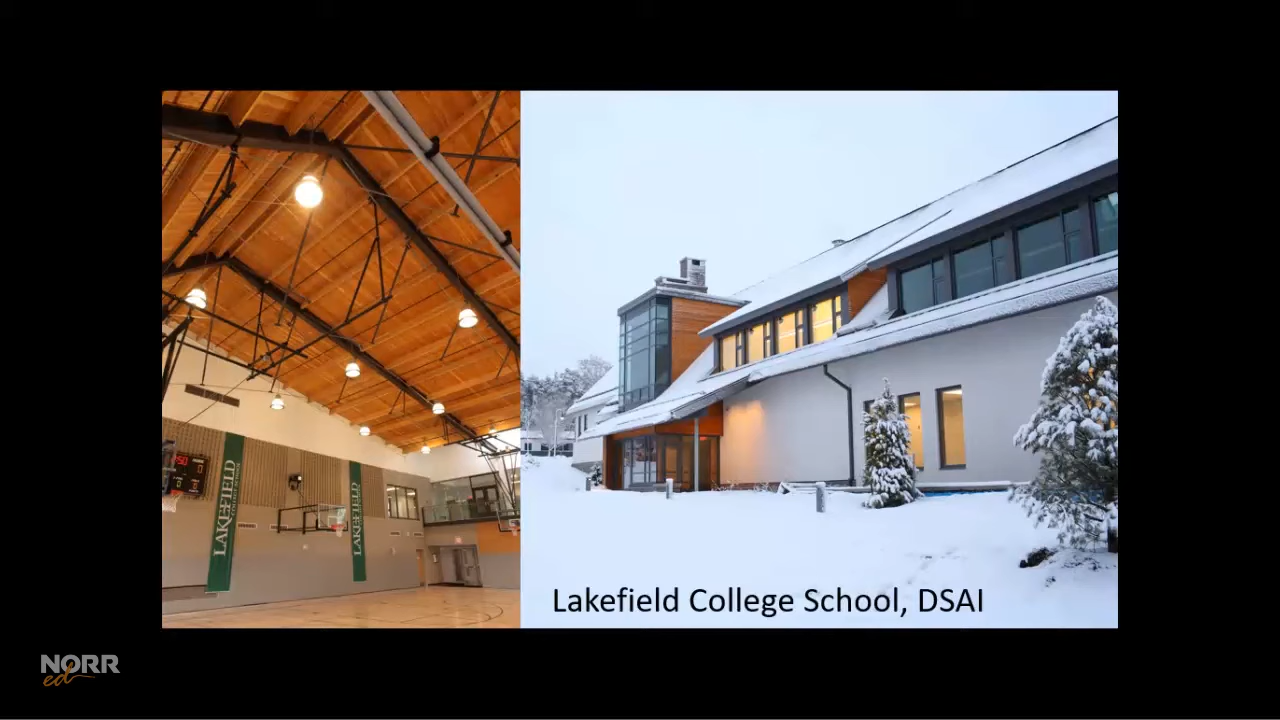 LAKEFIELD
LAKEFIELD
Lakefield College School, DSAI
NORR
ed